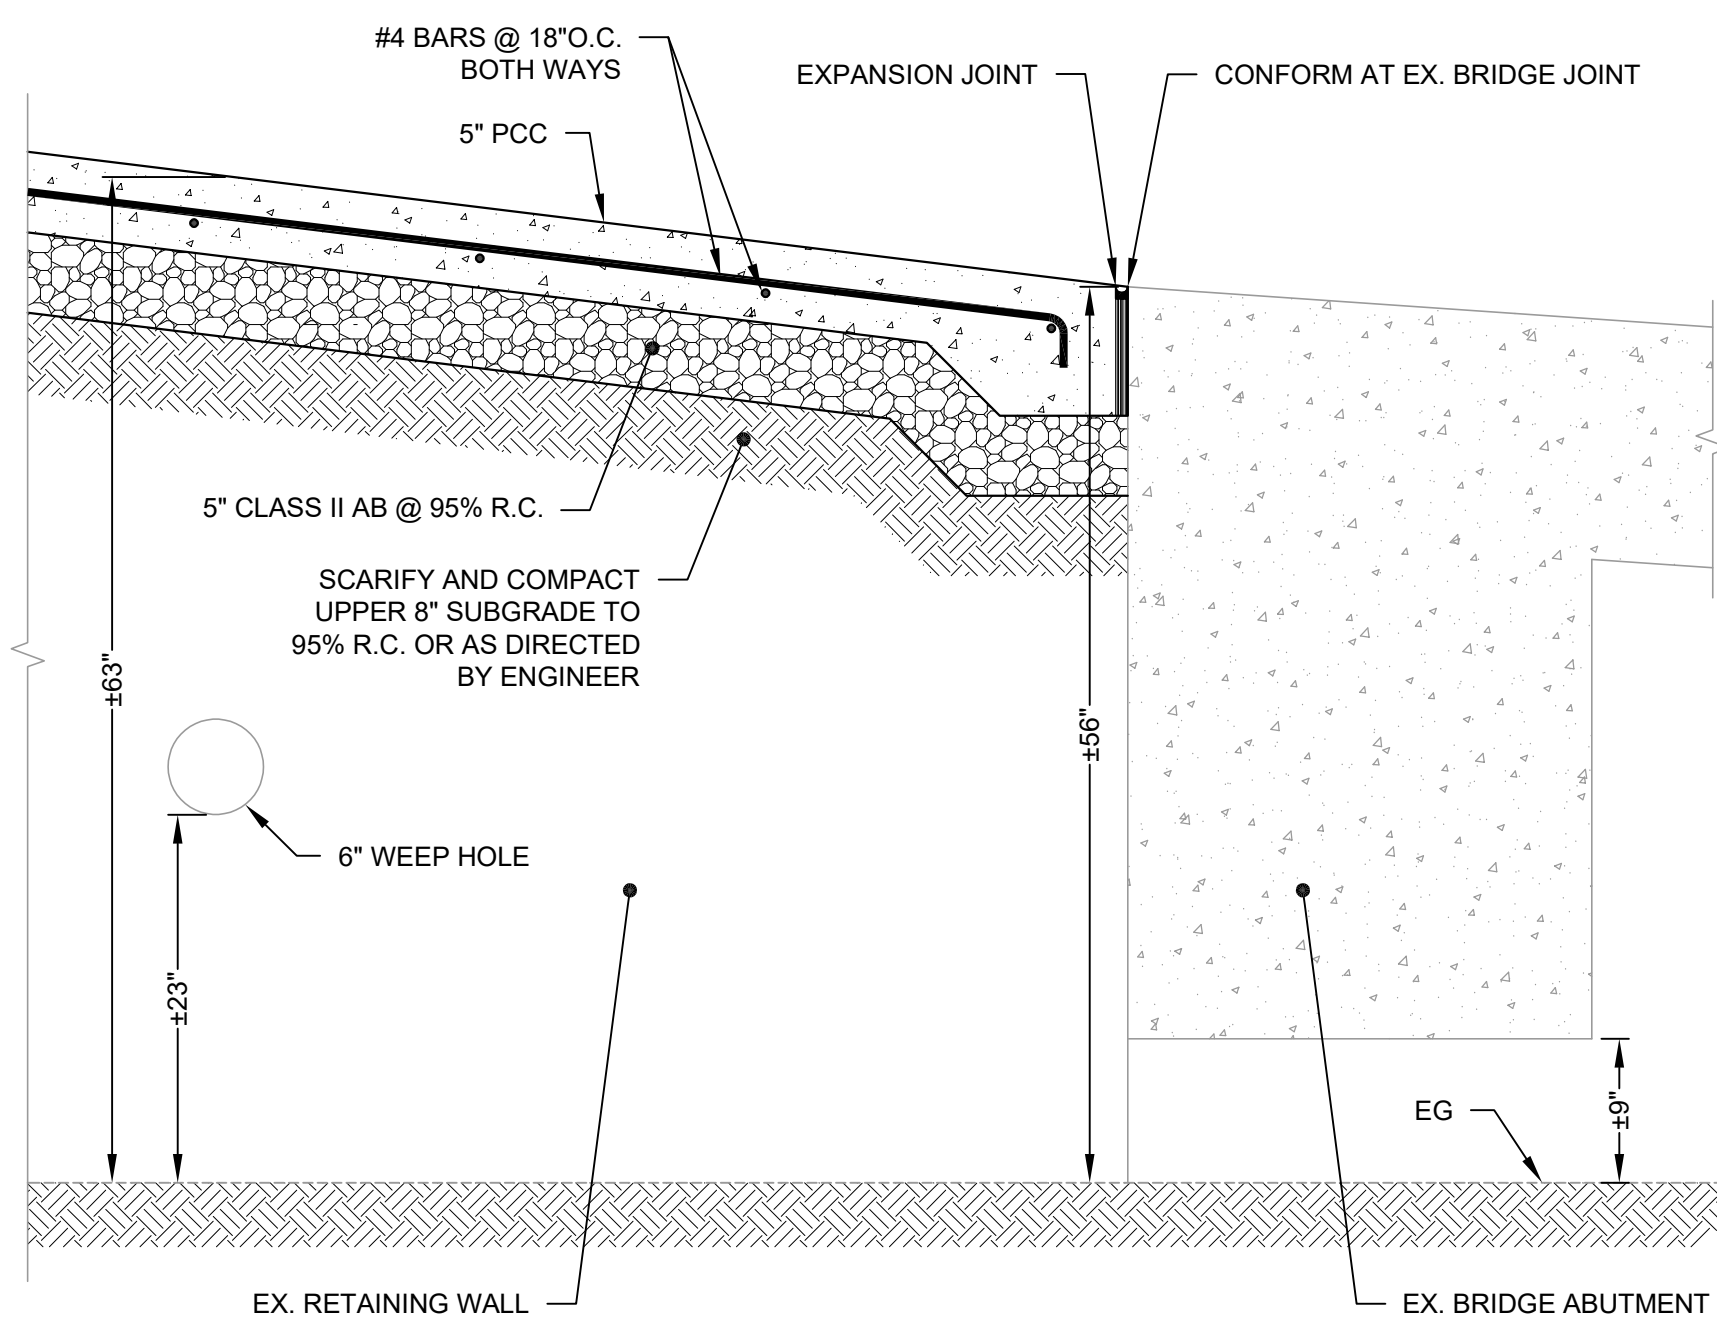 #4 BARS @ 18"O.C.
BOTH WAYS
EXPANSION JOINT
CONFORM AT EX. BRIDGE JOINT
5" PCC
5" CLASS II AB @ 95% R.C.
SCARIFY AND COMPACT
UPPER 8" SUBGRADE TO
95% R.C. OR AS DIRECTED
BY ENGINEER
±63"
±56"
6" WEEP HOLE
±23"
EG
±9"
EX. RETAINING WALL
EX. BRIDGE ABUTMENT